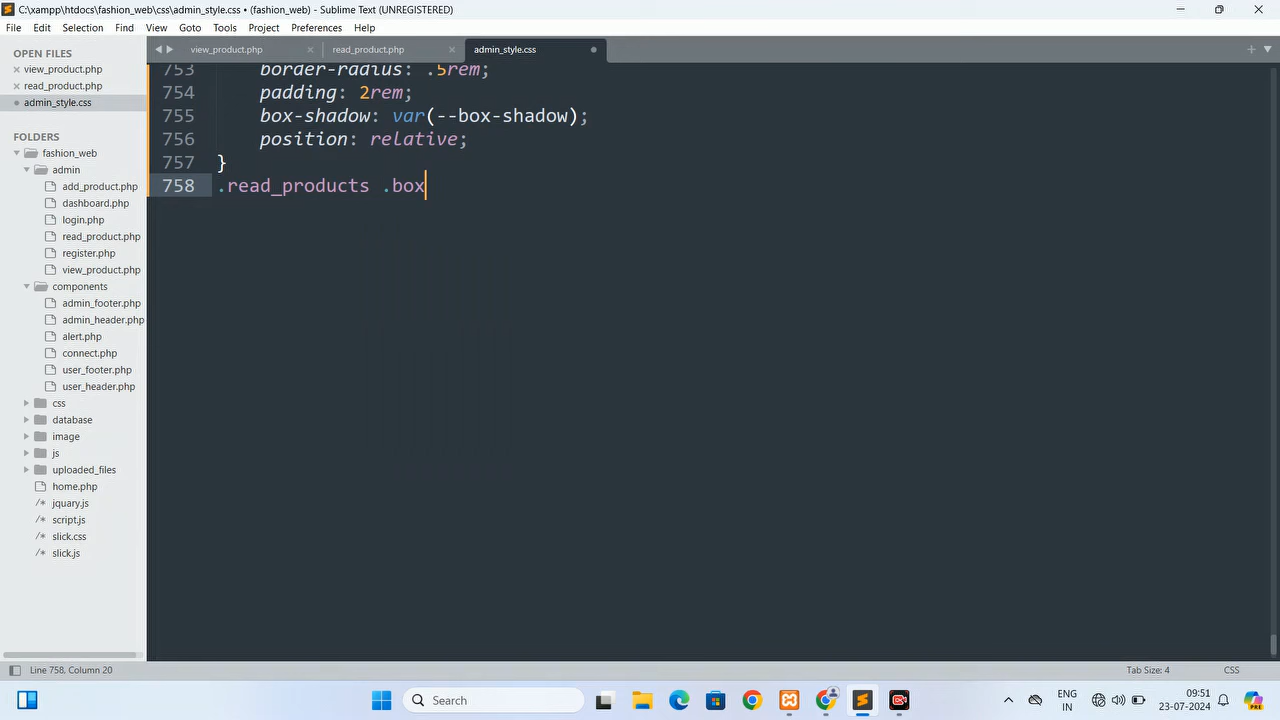 C:\xampp\htdocs\fashion_web\css\admin_style.css • (fashion_web) - Sublime Text (UNREGISTERED)
File Edit Selection Find View Goto Tools Project Preferences Help
OPEN FILES
view_product.php
read_product.php
admin_style.css
FOLDERS
fashion_web
admin
add_product.php
dashboard.php
login.php
read_product.php
register.php
view_product.php
components
admin_footer.php
admin_header.php
alert.php
connect.php
user_footer.php
user_header.php
css
database
image
js
uploaded_files
home.php
jquary.js
script.js
slick.css
slick.js
view_product.php read_product.php admin_style.css
753 border-radius: .5rem;
754 padding: 2rem;
755 box-shadow: var(--box-shadow);
756 position: relative;
757 }
758 .read_products .box
Line 758, Column 20 Tab Size: 4 CSS
Search
ENG IN
09:51
23-07-2024
PRE